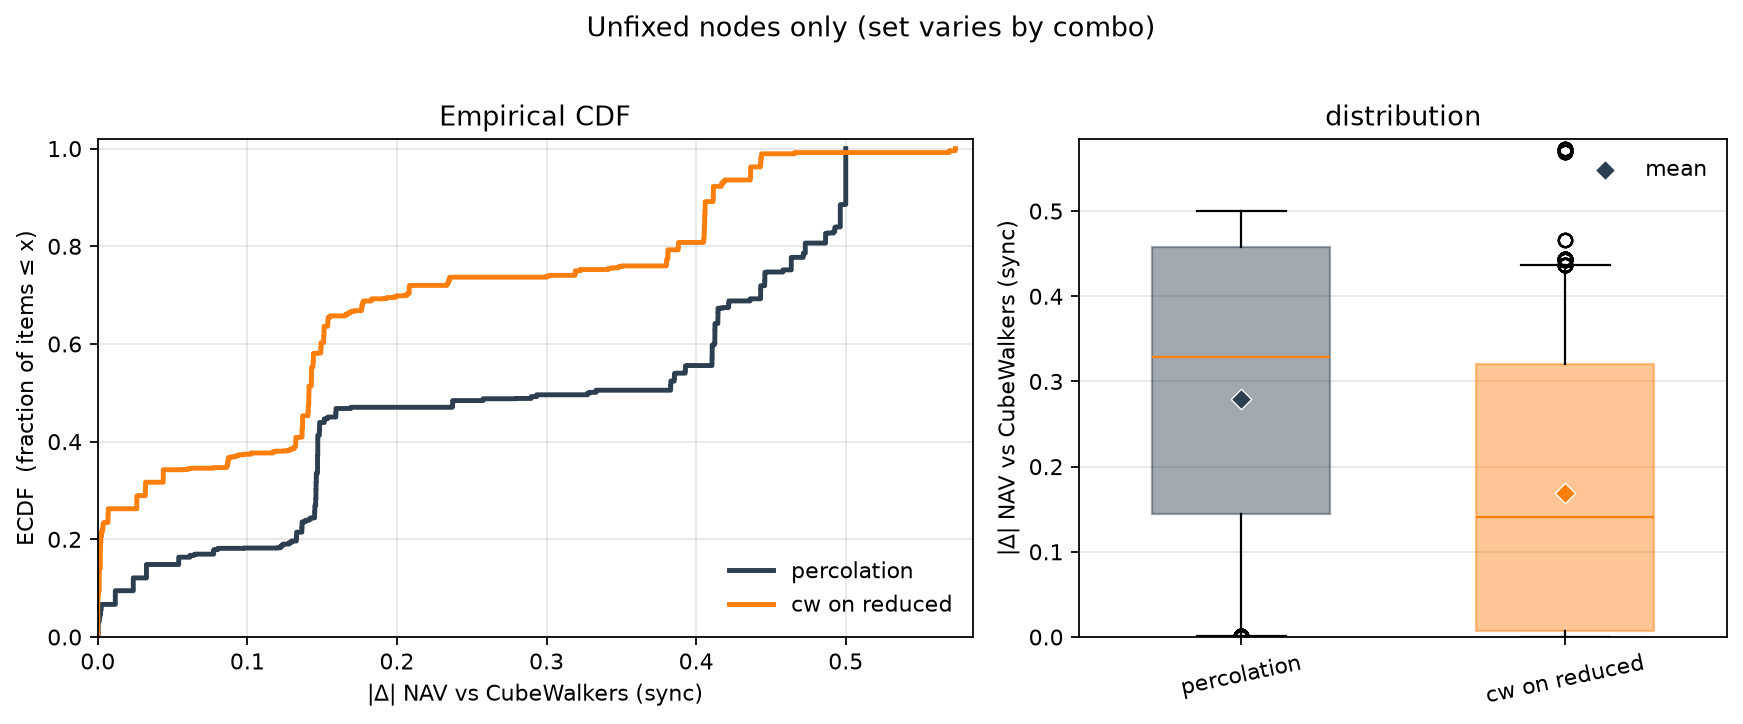 Unfixed nodes only (set varies by combo)
Empirical CDF
ECDF (fraction of items ≤ x)
1.0
0.8
0.6
0.4
0.2
0.0
0.0 0.1 0.2 0.3 0.4 0.5
|Δ| NAV vs CubeWalkers (sync)
percolation
cw on reduced
distribution
|Δ| NAV vs CubeWalkers (sync)
0.5
0.4
0.3
0.2
0.1
0.0
mean
percolation
cw on reduced